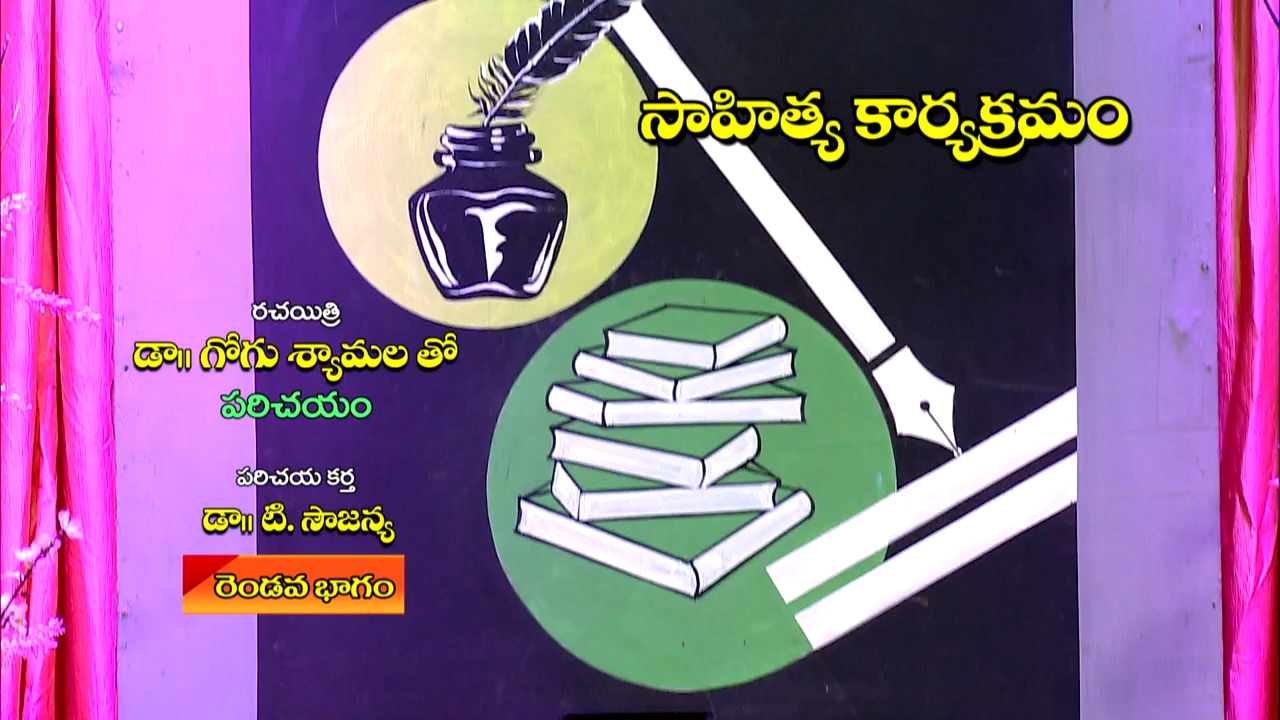 సాహిత్య కార్యక్రమం
రచయిత్రి
డా॥ గోగు శ్యామల తో
పరిచయం
పరిచయ కర్త
డా॥ టి. సౌజన్య
రెండవ భాగం